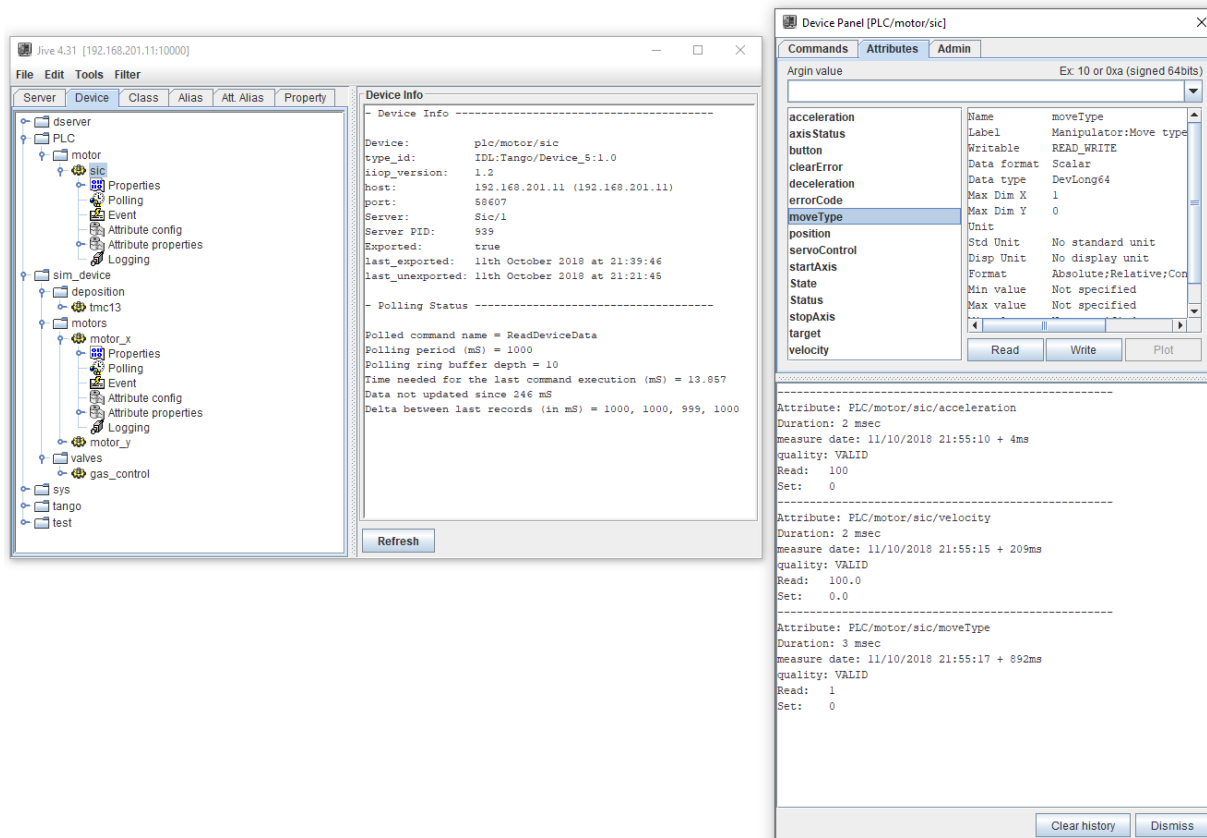 Jive 4.31 [192.168.201.11:10000]
File Edit Tools Filter
Server Device Class Alias Att. Alias Property
dserver
PLC
motor
sic
Properties
Polling
Event
Attribute config
Attribute properties
Logging
sim_device
deposition
tmc13
motors
motor_x
Properties
Polling
Event
Attribute config
Attribute properties
Logging
motor_y
valves
gas_control
sys
tango
test
Device Info
- Device Info ----------------------------------------
Device: plc/motor/sic
type_id: IDL:Tango/Device_5:1.0
iiop_version: 1.2
host: 192.168.201.11 (192.168.201.11)
port: 58607
Server: Sic/1
Server PID: 939
Exported: true
last_exported: 11th October 2018 at 21:39:46
last_unexported: 11th October 2018 at 21:21:45
- Polling Status -------------------------------------
Polled command name = ReadDeviceData
Polling period (mS) = 1000
Polling ring buffer depth = 10
Time needed for the last command execution (mS) = 13.857
Data not updated since 246 mS
Delta between last records (in mS) = 1000, 1000, 999, 1000
Refresh
Device Panel [PLC/motor/sic]
Commands Attributes Admin
Argin value Ex: 10 or 0xa (signed 64bits)
acceleration
axisStatus
button
clearError
deceleration
errorCode
moveType
position
servoControl
startAxis
State
Status
stopAxis
target
velocity
Name moveType
Label Manipulator:Move type
Writable READ_WRITE
Data format Scalar
Data type DevLong64
Max Dim X 1
Max Dim Y 0
Unit
Std Unit No standard unit
Disp Unit No display unit
Format Absolute;Relative;Con
Min value Not specified
Max value Not specified
Read Write Plot
----------------------------------------------------
Attribute: PLC/motor/sic/acceleration
Duration: 2 msec
measure date: 11/10/2018 21:55:10 + 4ms
quality: VALID
Read: 100
Set: 0
----------------------------------------------------
Attribute: PLC/motor/sic/velocity
Duration: 2 msec
measure date: 11/10/2018 21:55:15 + 209ms
quality: VALID
Read: 100.0
Set: 0.0
----------------------------------------------------
Attribute: PLC/motor/sic/moveType
Duration: 3 msec
measure date: 11/10/2018 21:55:17 + 892ms
quality: VALID
Read: 1
Set: 0
Clear history Dismiss